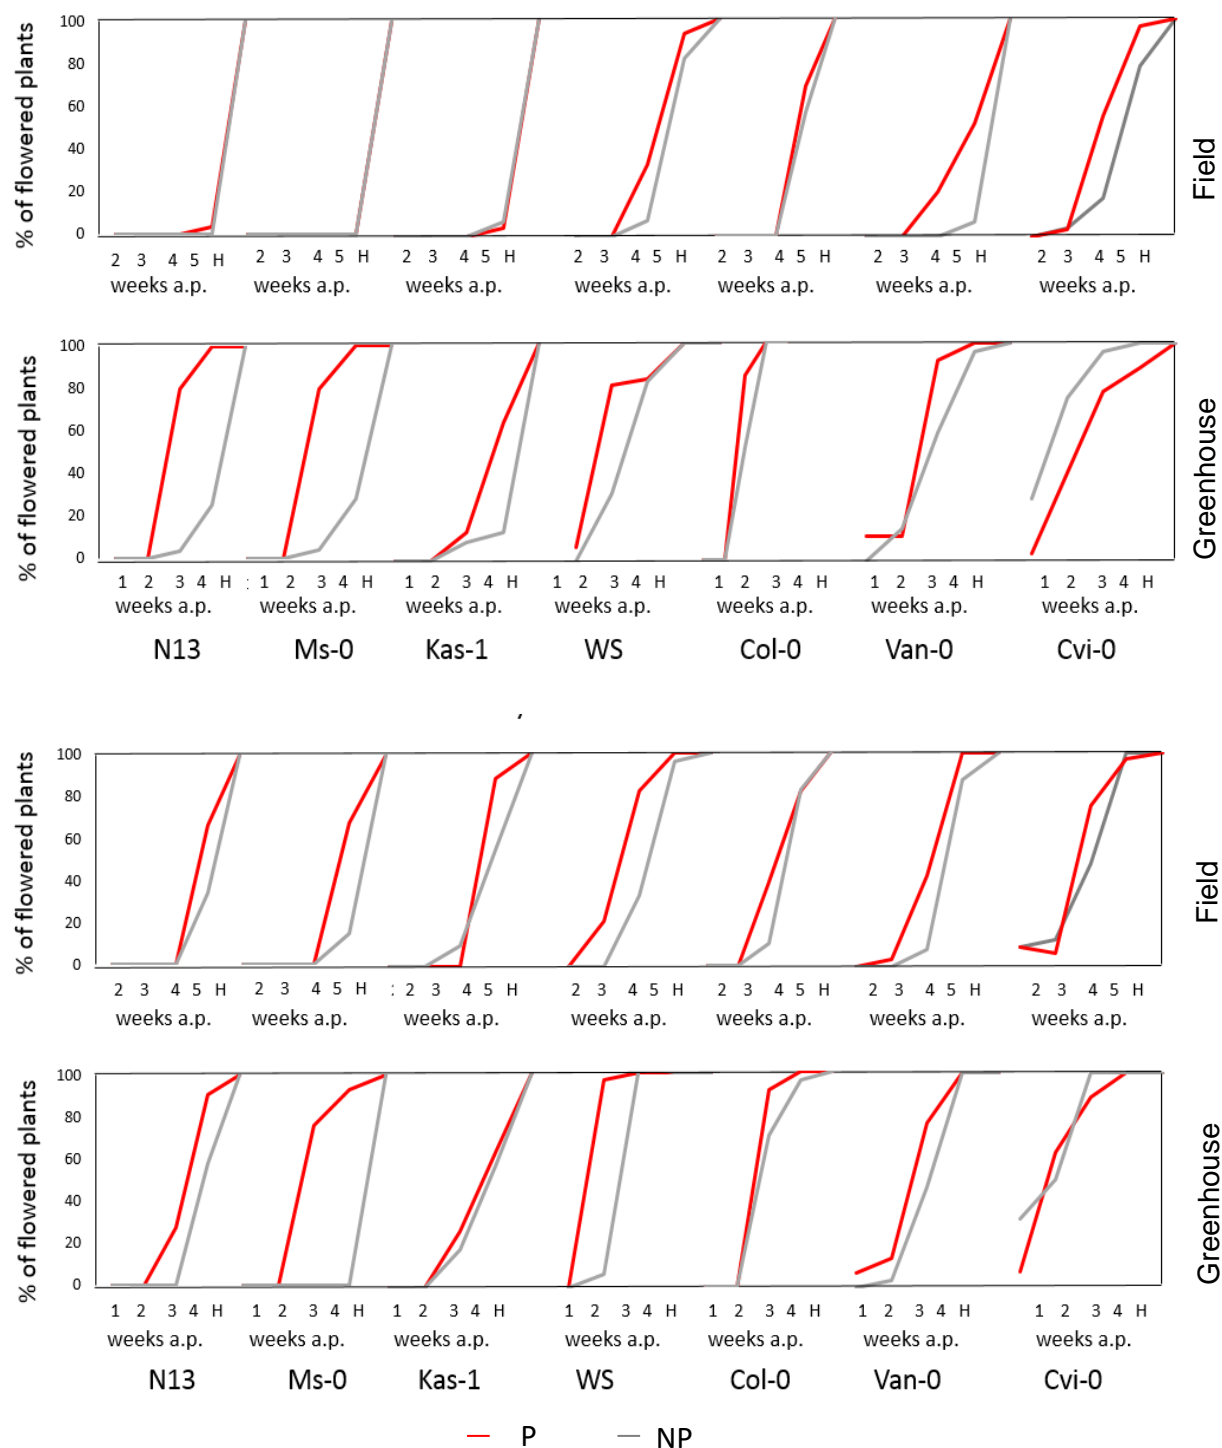 % of flowered plants
100
80
60
40
20
0
2 3 4 5 H 2 3 4 5 H 2 3 4 5 H 2 3 4 5 H 2 3 4 5 H 2 3 4 5 H 2 3 4 5 H
weeks a.p. weeks a.p. weeks a.p. weeks a.p. weeks a.p. weeks a.p. weeks a.p.
Field
% of flowered plants
100
80
60
40
20
0
1 2 3 4 H : 1 2 3 4 H 1 2 3 4 H 1 2 3 4 H 1 2 3 4 H 1 2 3 4 H 1 2 3 4 H
weeks a.p. weeks a.p. weeks a.p. weeks a.p. weeks a.p. weeks a.p. weeks a.p.
Greenhouse
N13 Ms-0 Kas-1 WS Col-0 Van-0 Cvi-0
% of flowered plants
100
80
60
40
20
0
2 3 4 5 H 2 3 4 5 H : 2 3 4 5 H 2 3 4 5 H 2 3 4 5 H 2 3 4 5 H 2 3 4 5 H
weeks a.p. weeks a.p. weeks a.p. weeks a.p. weeks a.p. weeks a.p. weeks a.p.
Field
% of flowered plants
100
80
60
40
20
0
1 2 3 4 H 1 2 3 4 H 1 2 3 4 H 1 2 3 4 H 1 2 3 4 H 1 2 3 4 H 1 2 3 4 H
weeks a.p. weeks a.p. weeks a.p. weeks a.p. weeks a.p. weeks a.p. weeks a.p.
Greenhouse
N13 Ms-0 Kas-1 WS Col-0 Van-0 Cvi-0
P NP